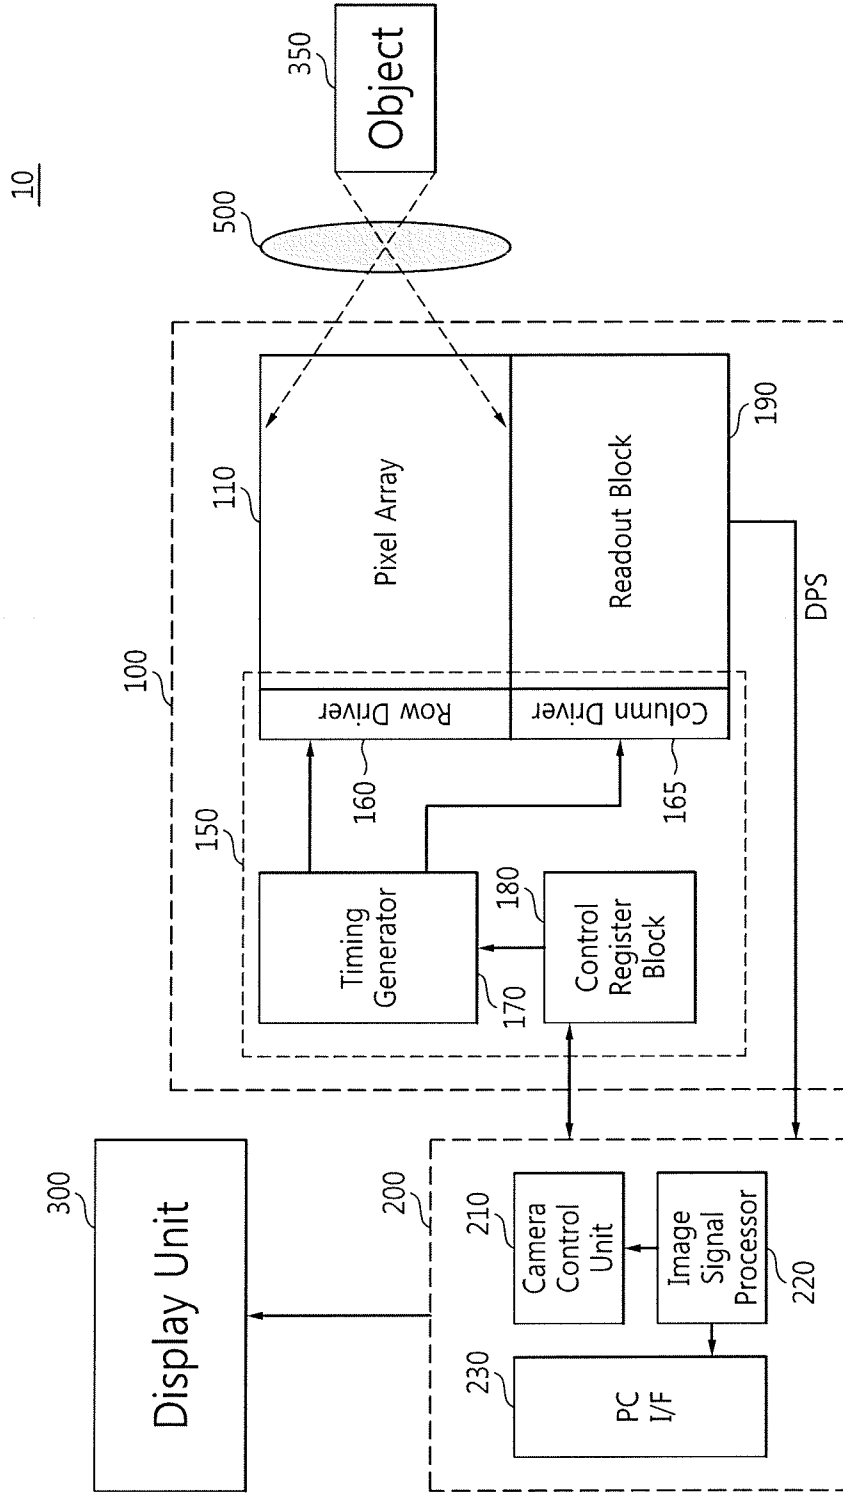 10
300
Display Unit
200
210
Camera
Control
Unit
230
PC
I/F
Image
Signal
Processor
220
100
150
Timing
Generator
170
180
Control
Register
Block
160
Row Driver
165
Column Driver
110
Pixel Array
Readout Block
190
DPS
500
350
Object